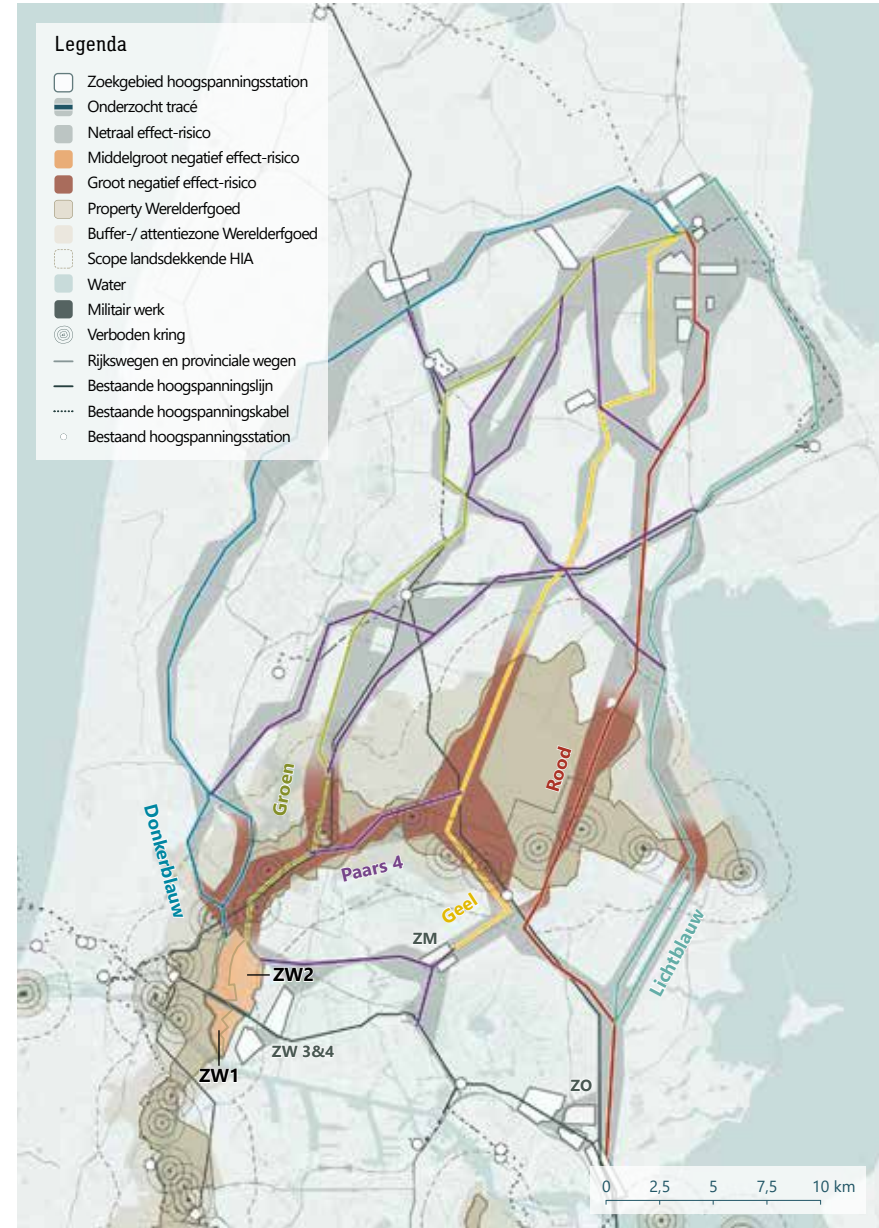 Legenda
Zoekgebied hoogspanningsstation
Onderzocht tracé
Netraal effect-risico
Middelgroot negatief effect-risico
Groot negatief effect-risico
Property Werelderfgoed
Buffer-/ attentiezone Werelderfgoed
Scope landsdekkende HIA
Water
Militair werk
Verboden kring
Rijkswegen en provinciale wegen
Bestaande hoogspanningslijn
Bestaande hoogspanningskabel
Bestaand hoogspanningsstation
Rood
Groen
Donkerblauw
Paars 4
Geel
ZM
Lichtblauw
ZW2
ZW 3&4
ZW1
ZO
0 2,5 5 7,5 10 km